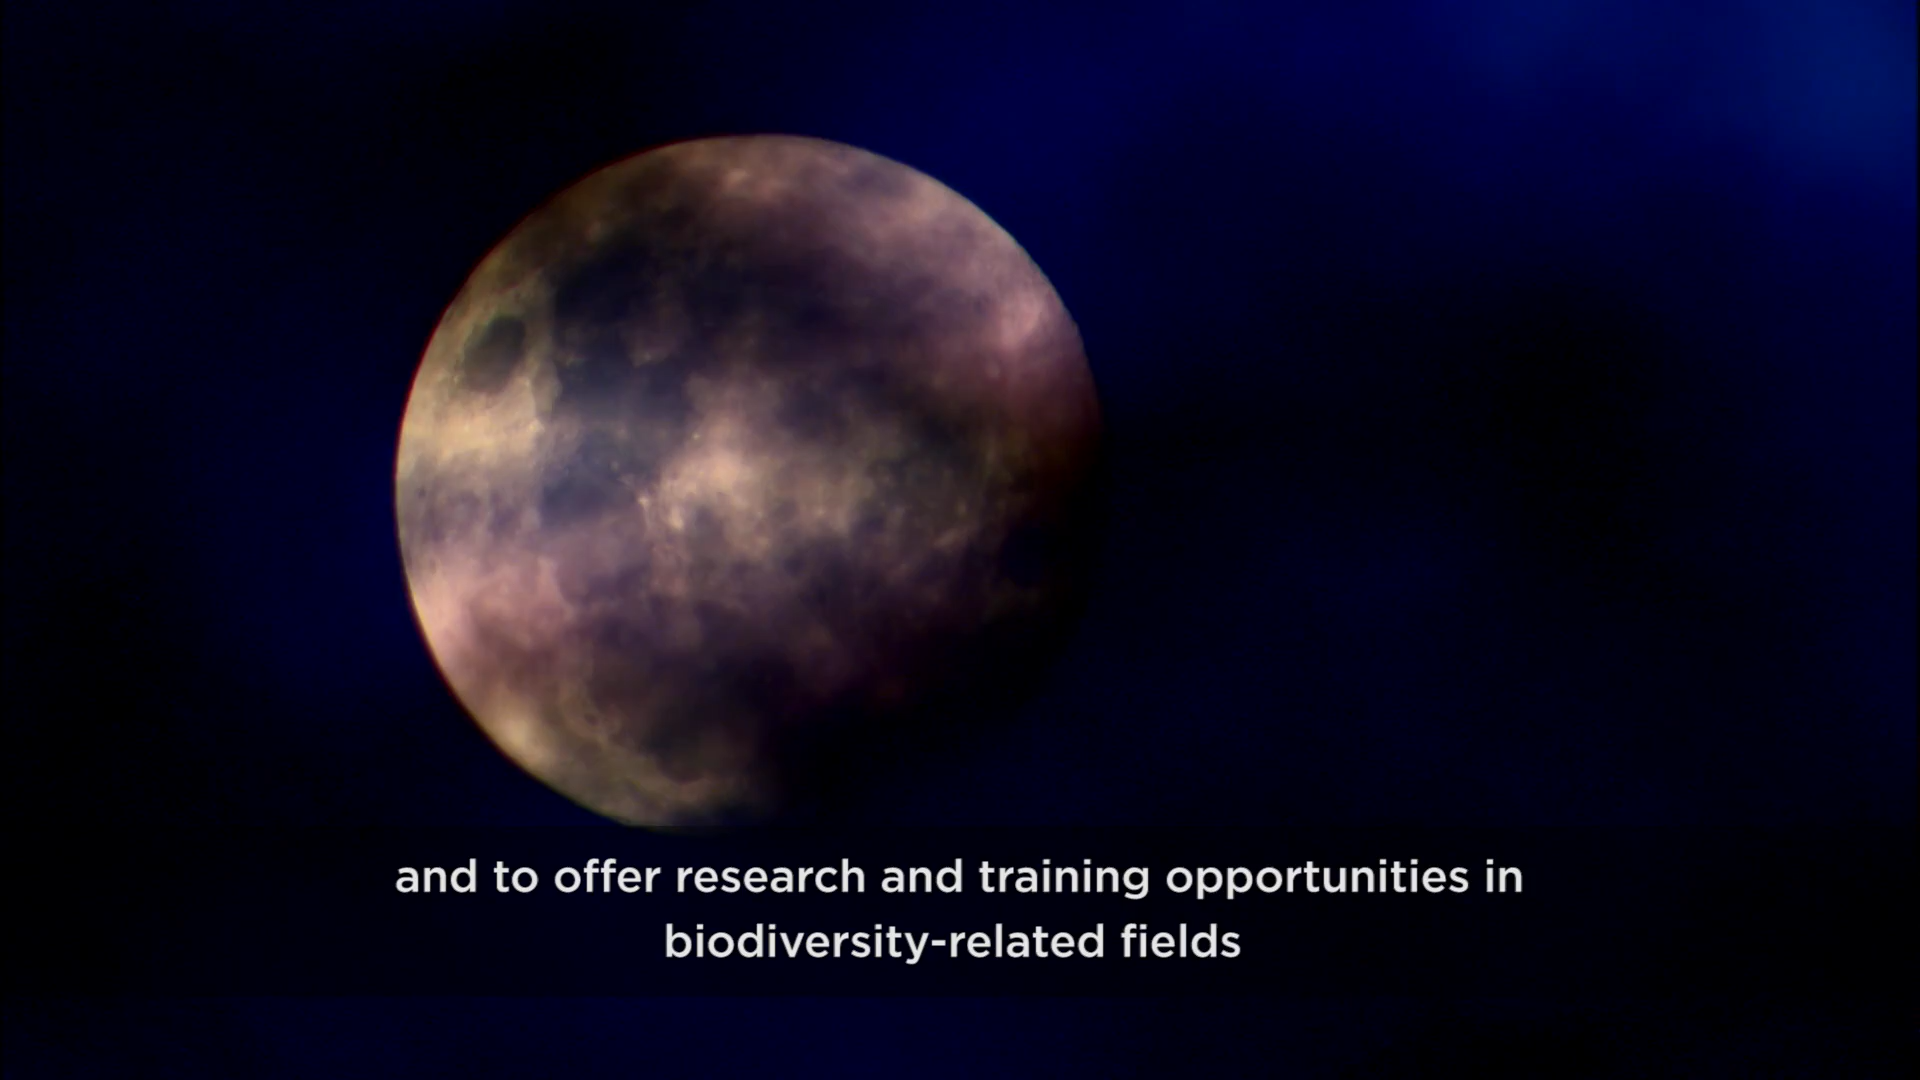 and to offer research and training opportunities in
biodiversity-related fields